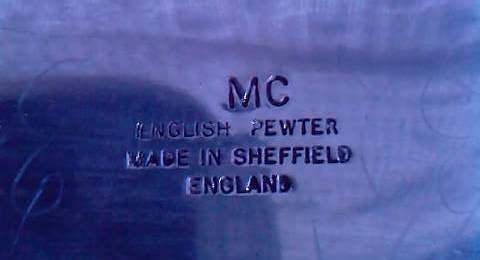 MC
ENGLISH PEWTER
MADE IN SHEFFIELD
ENGLAND